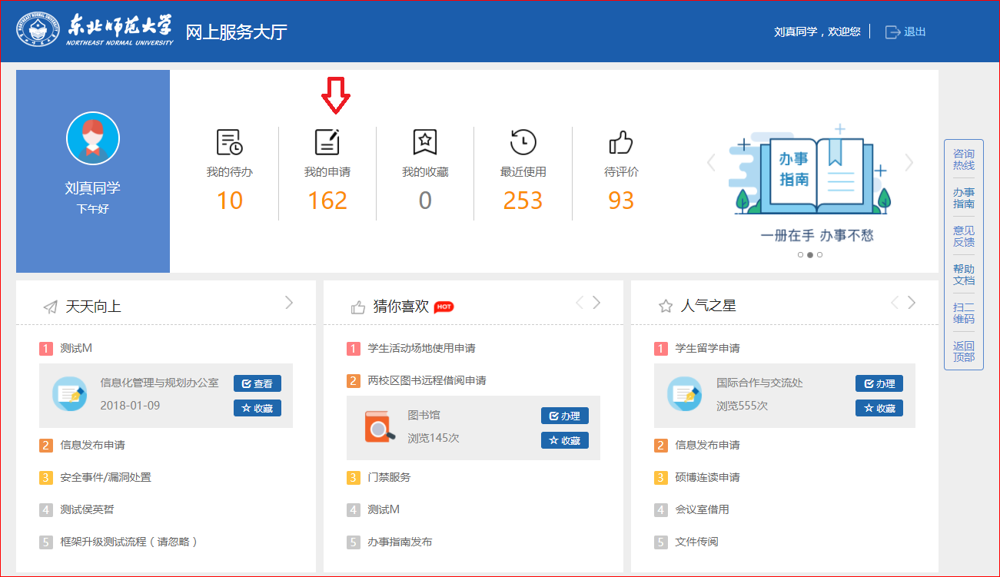 东北师范大学
NORTHEAST NORMAL UNIVERSITY
网上服务大厅
刘真同学，欢迎您
退出
刘真同学
下午好
我的待办
10
我的申请
162
我的收藏
0
最近使用
253
待评价
93
办事
指南
一册在手 办事不愁
咨询
热线
办事
指南
意见
反馈
帮助
文档
扫二
维码
返回
顶部
天天向上
1 测试M
信息化管理与规划办公室
查看
2018-01-09
收藏
2 信息发布申请
3 安全事件/漏洞处置
4 测试侯英哲
5 框架升级测试流程（请忽略）
猜你喜欢 HOT
1 学生活动场地使用申请
2 两校区图书远程借阅申请
图书馆
办理
浏览145次
收藏
3 门禁服务
4 测试M
5 办事指南发布
人气之星
1 学生留学申请
国际合作与交流处
办理
浏览555次
收藏
2 信息发布申请
3 硕博连读申请
4 会议室借用
5 文件传阅